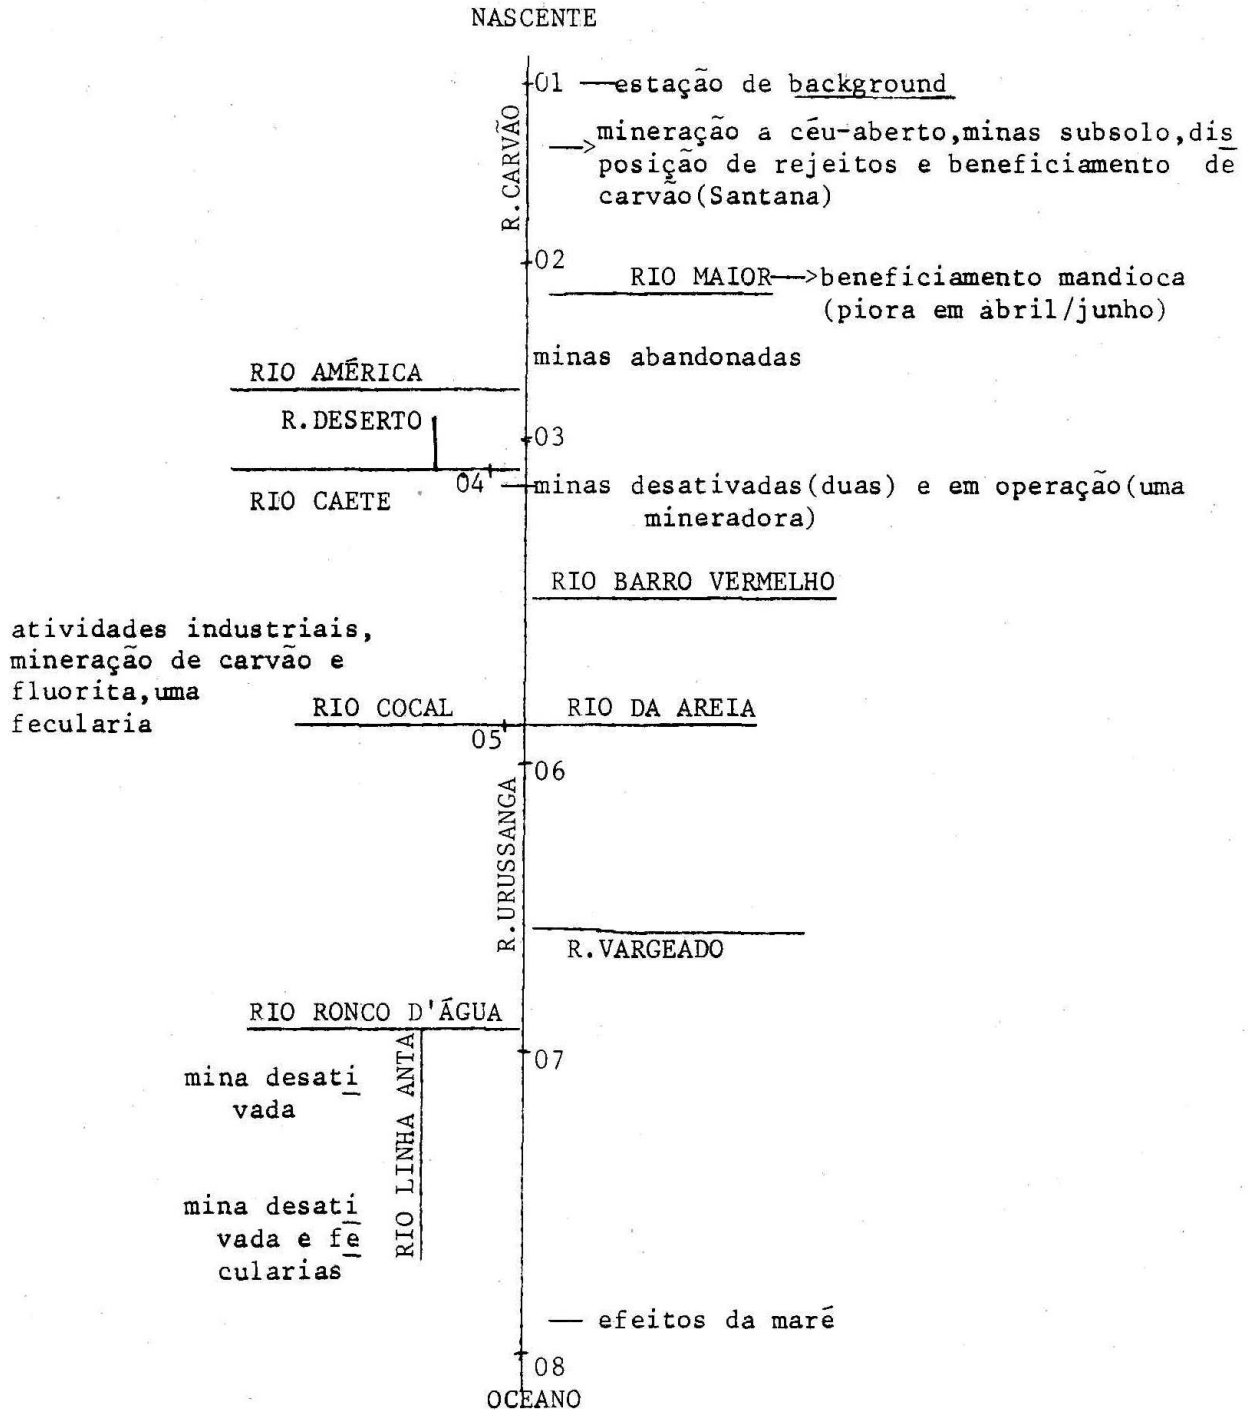 NASCENTE
01 — estação de background
R. CARVÃO
—> mineração a céu-aberto, minas subsolo, dis
posição de rejeitos e beneficiamento de
carvão (Santana)
02
RIO MAIOR —> beneficiamento mandioca
(piora em abril/junho)
minas abandonadas
RIO AMÉRICA
R. DESERTO
03
04
minas desativadas (duas) e em operação (uma
mineradora)
RIO CAETE
RIO BARRO VERMELHO
atividades industriais,
mineração de carvão e
fluorita, uma
fecularia
RIO COCAL
RIO DA AREIA
05
06
R. URUSSANGA
R. VARGEADO
RIO RONCO D'ÁGUA
07
RIO LINHA ANTA
mina desati
vada
mina desati
vada e fe
cularias
— efeitos da maré
08
OCEANO